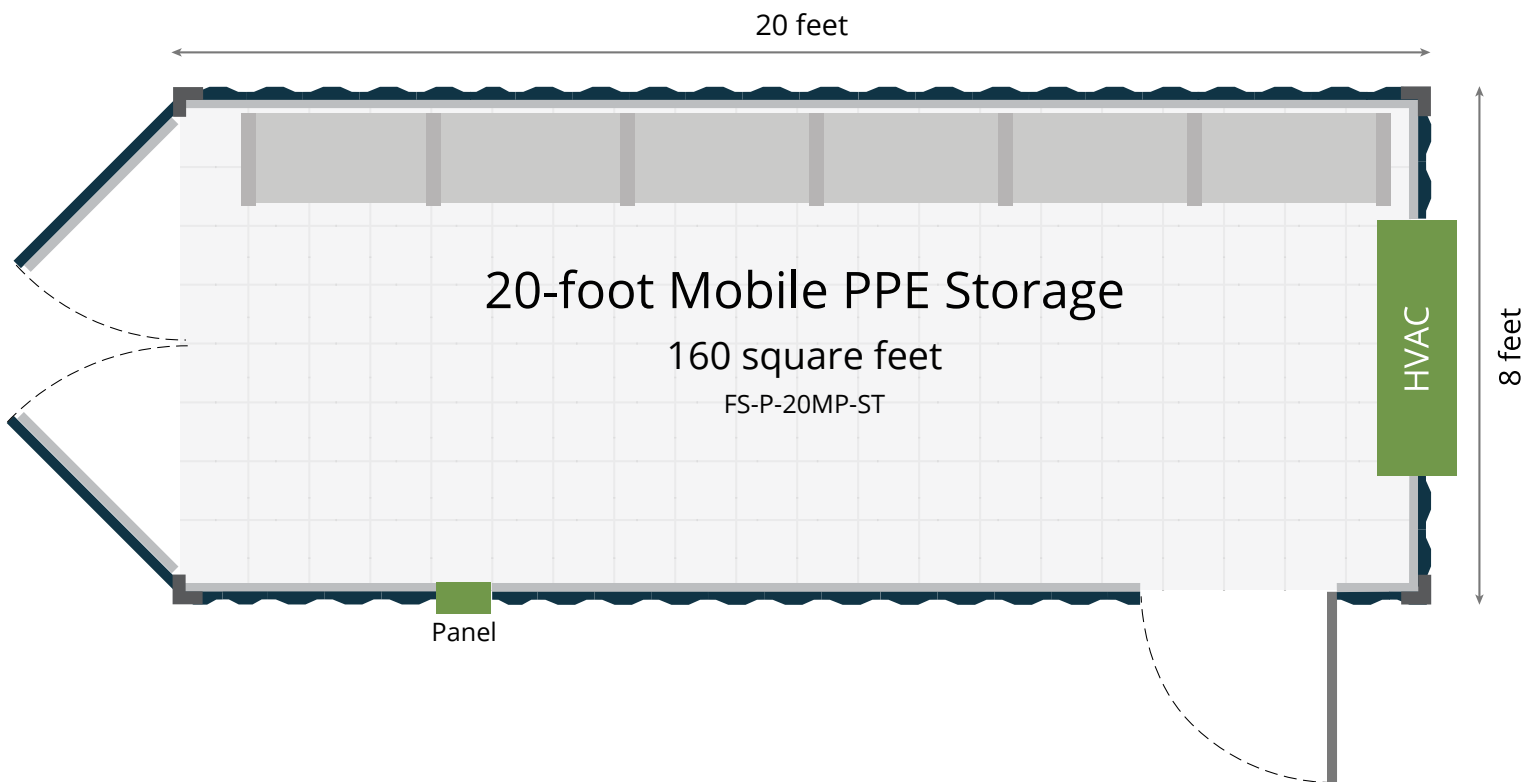 20 feet
20-foot Mobile PPE Storage
160 square feet
FS-P-20MP-ST
HVAC
8 feet
Panel